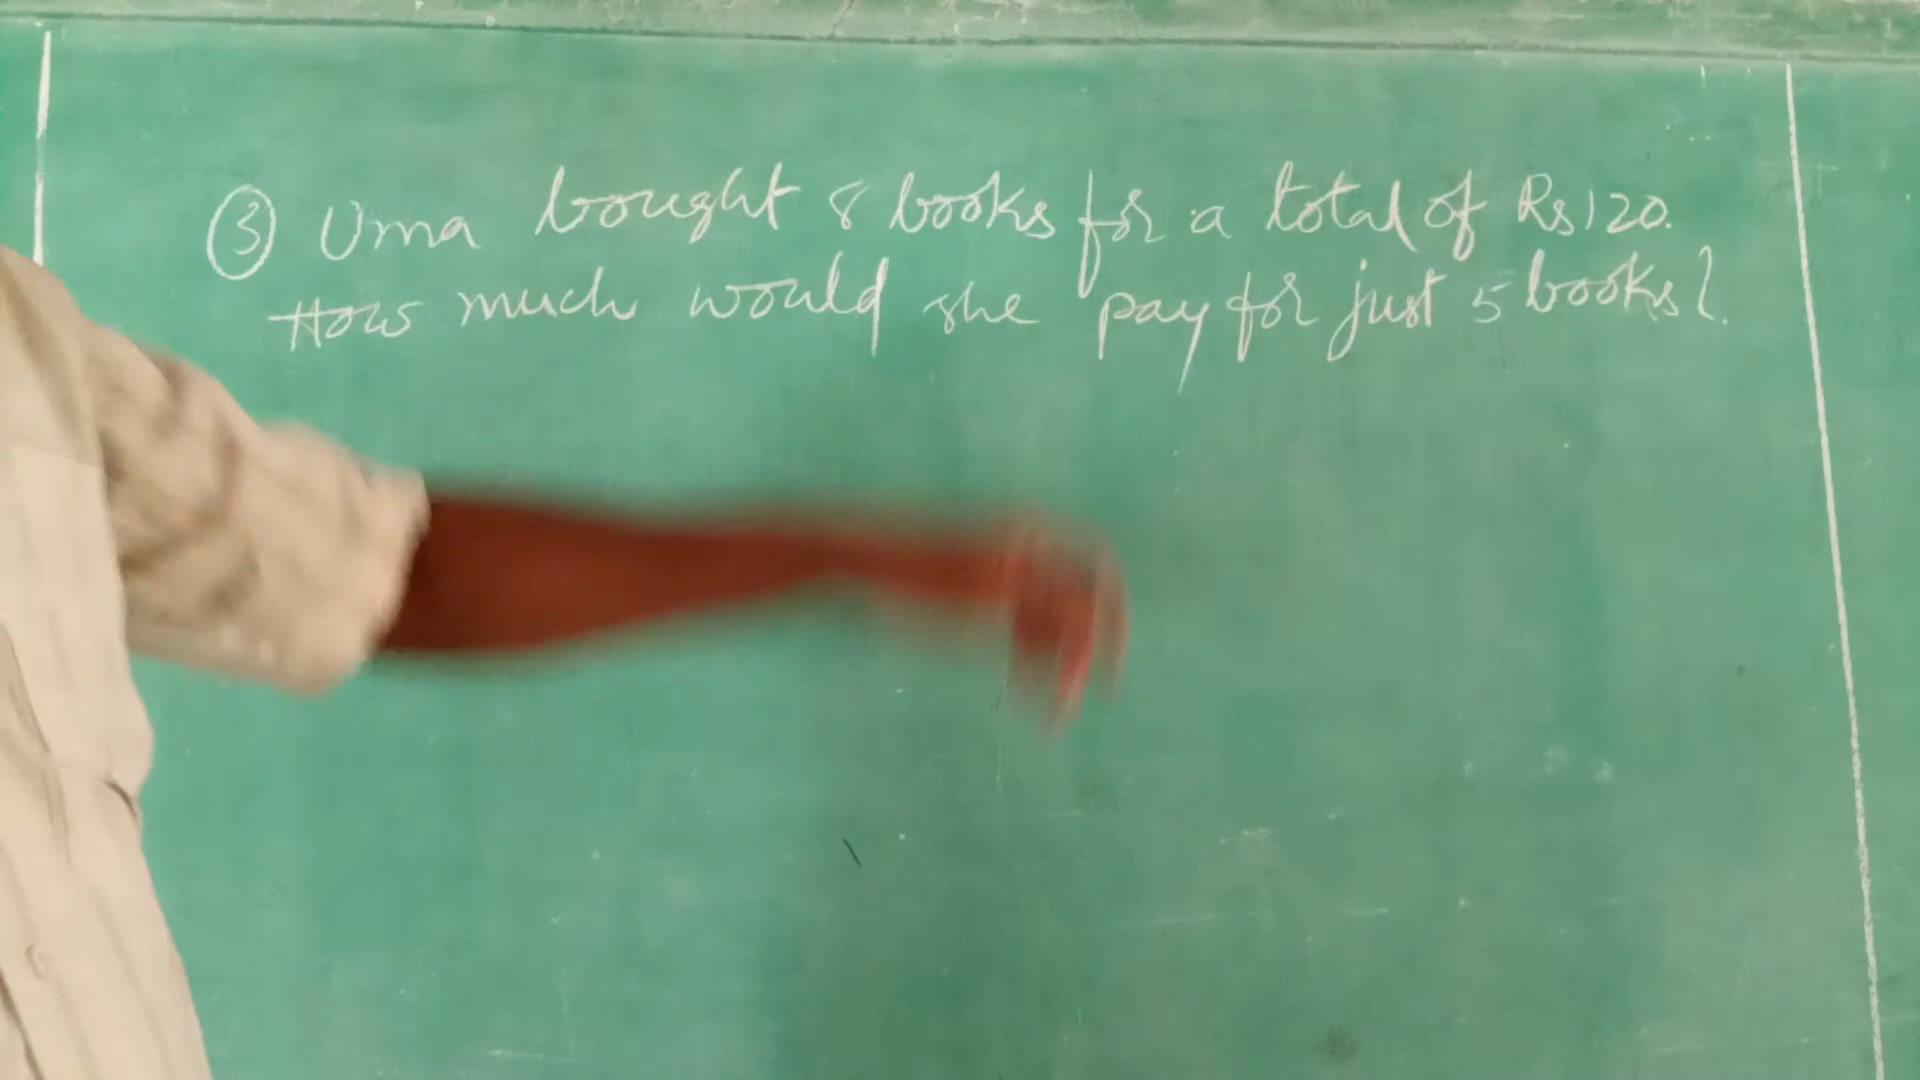 ③ Uma bought 8 books for a total of Rs120.
How much would she pay for just 5 books?